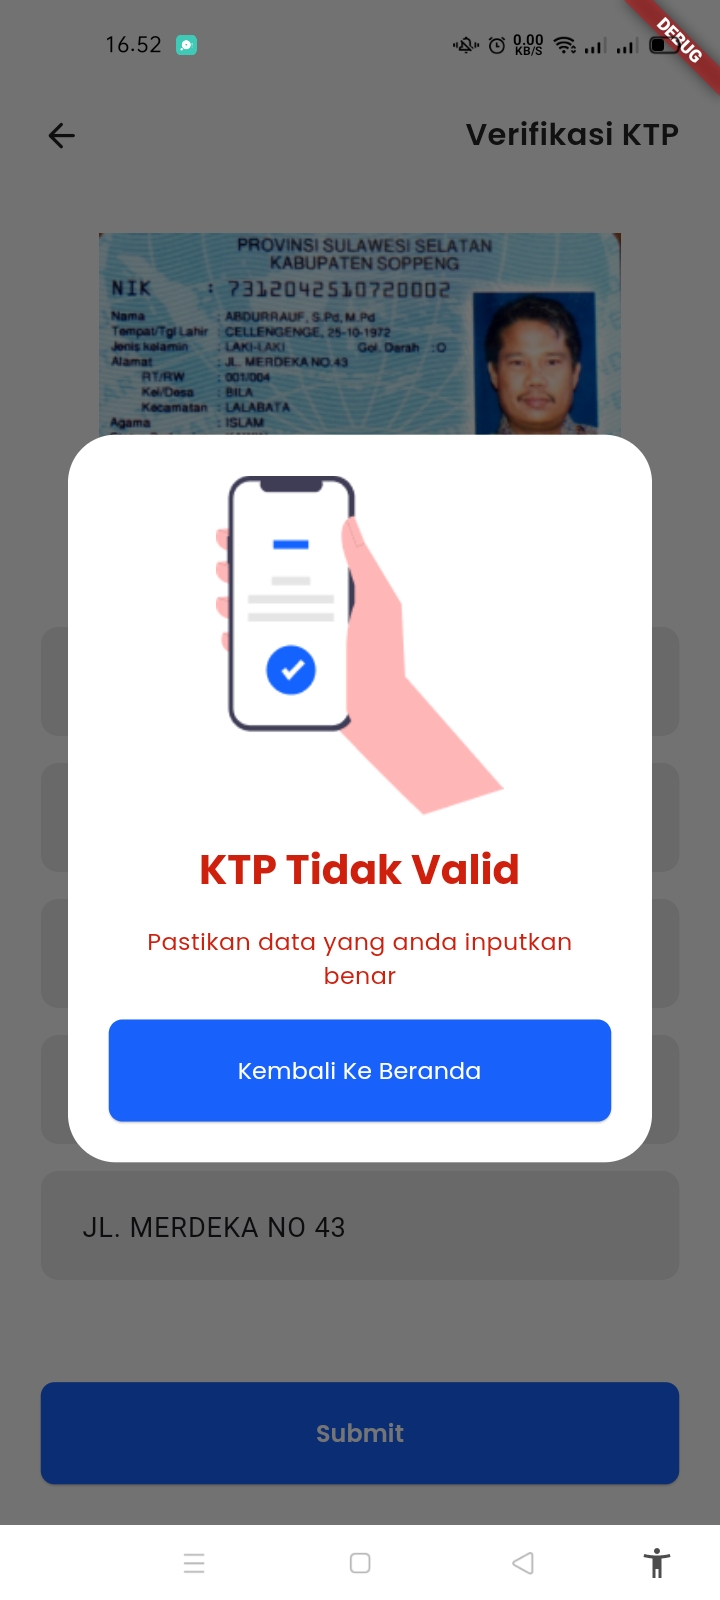 16.52
0.00
KB/S
DEBUG
Verifikasi KTP
PROVINSI SULAWESI SELATAN
KABUPATEN SOPPENG
NIK : 7312042510720002
Nama : ABDURRAUF, S.Pd, M.Pd
Tempat/Tgl Lahir : CELLENGENGE, 25-10-1972
Jenis kelamin : LAKI-LAKI Gol. Darah :O
Alamat : JL. MERDEKA NO.43
RT/RW : 001/004
Kel/Desa : BILA
Kecamatan : LALABATA
Agama : ISLAM
KTP Tidak Valid
Pastikan data yang anda inputkan
benar
Kembali Ke Beranda
JL. MERDEKA NO 43
Submit